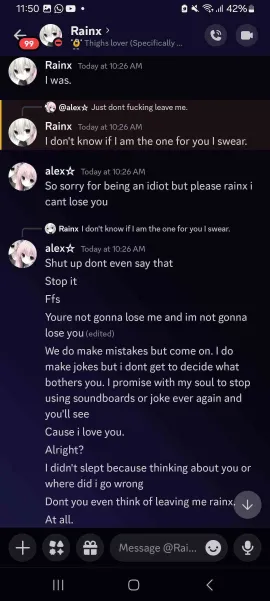 11:50
42%
99
Rainx >
Thighs lover (Specifically ...
Rainx Today at 10:26 AM
I was.
@alex☆ Just dont fucking leave me.
Rainx Today at 10:26 AM
I don't know if I am the one for you I swear.
alex☆ Today at 10:26 AM
So sorry for being an idiot but please rainx i
cant lose you
Rainx I don't know if I am the one for you I swear.
alex☆ Today at 10:26 AM
Shut up dont even say that
Stop it
Ffs
Youre not gonna lose me and im not gonna
lose you (edited)
We do make mistakes but come on. I do
make jokes but i dont get to decide what
bothers you. I promise with my soul to stop
using soundboards or joke ever again and
you'll see
Cause i love you.
Alright?
I didn't slept because thinking about you or
where did i go wrong
Dont you even think of leaving me rainx.
At all.
Message @Rai...